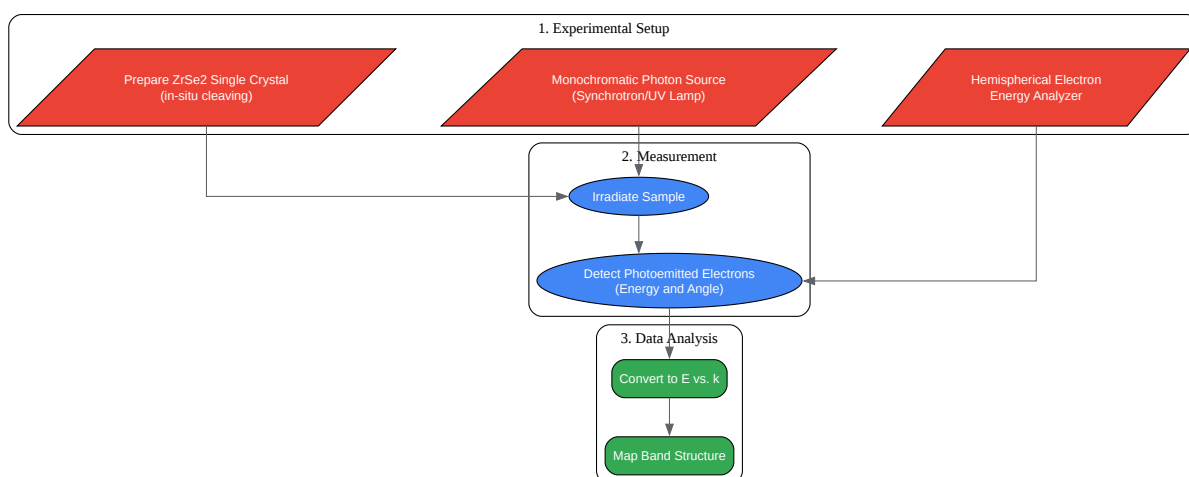 1. Experimental Setup
Prepare ZrSe2 Single Crystal
(in-situ cleaving)
Monochromatic Photon Source
(Synchrotron/UV Lamp)
Hemispherical Electron
Energy Analyzer
2. Measurement
Irradiate Sample
Detect Photoemitted Electrons
(Energy and Angle)
3. Data Analysis
Convert to E vs. k
Map Band Structure